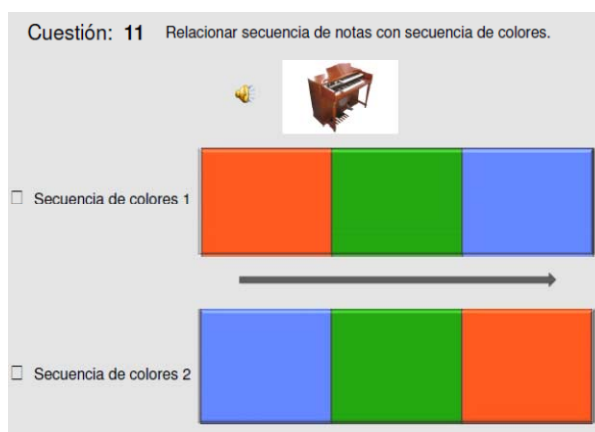 Cuestión: 11 Relacionar secuencia de notas con secuencia de colores.
Secuencia de colores 1
Secuencia de colores 2